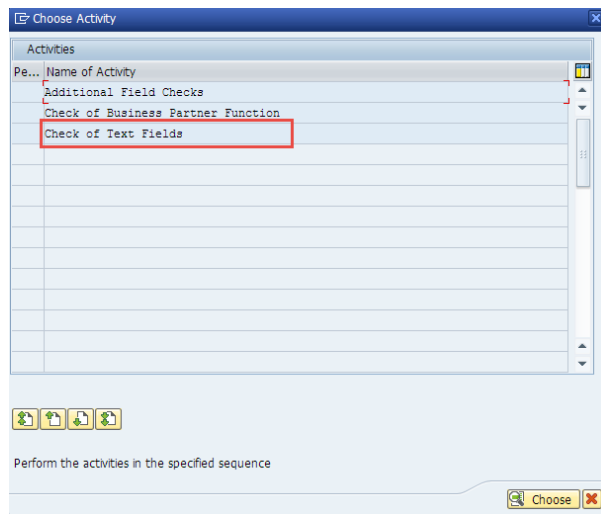 Choose Activity
Activities
Pe... Name of Activity
Additional Field Checks
Check of Business Partner Function
Check of Text Fields
Perform the activities in the specified sequence
Choose